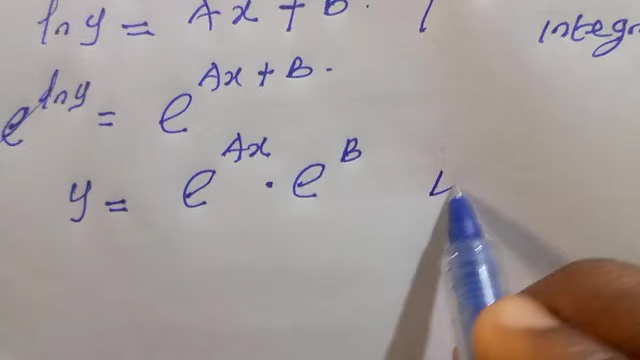 ln y = Ax + B.
e^{ln y} = e^{Ax + B}.
y = e^{Ax} . e^{B} L